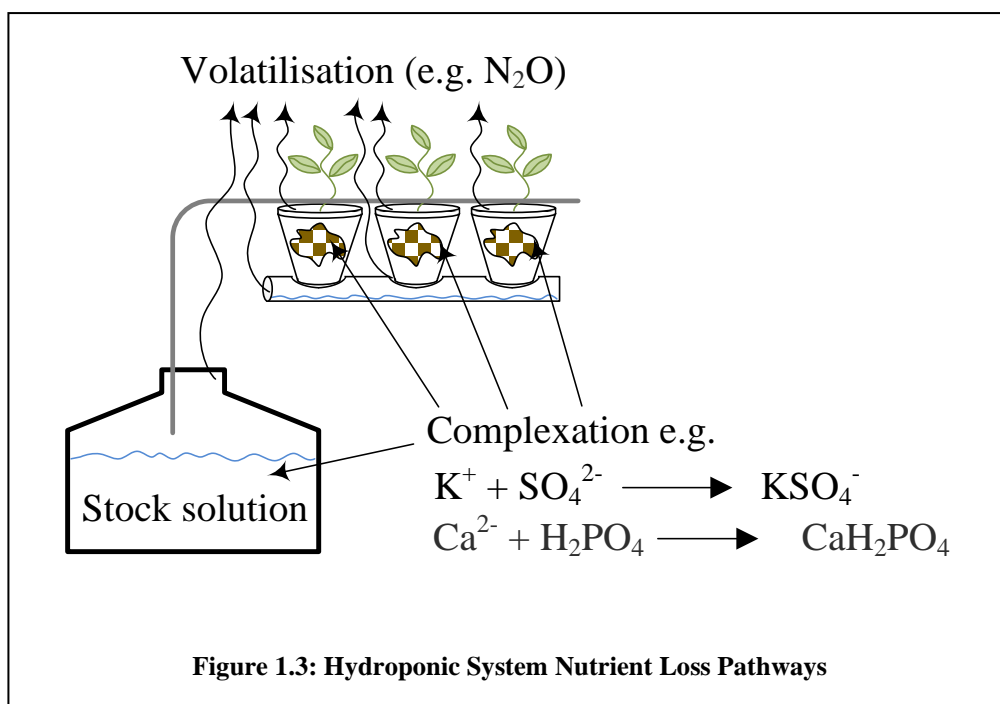 Volatilisation (e.g. N₂O)
Complexation e.g.
K⁺ + SO₄²⁻ → KSO₄⁻
Stock solution
Ca²⁻ + H₂PO₄ → CaH₂PO₄
Figure 1.3: Hydroponic System Nutrient Loss Pathways